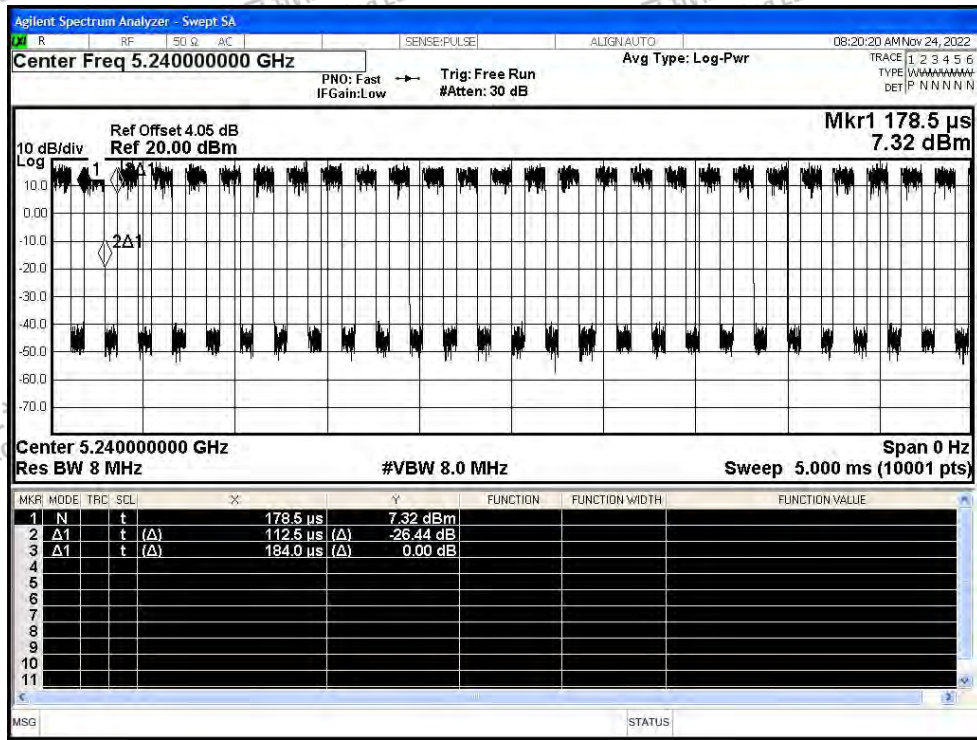 Agilent Spectrum Analyzer - Swept SA
LXI R RF 50 Ω AC SENSE:PULSE ALIGN AUTO 08:20:20 AM Nov 24, 2022
Center Freq 5.240000000 GHz Avg Type: Log-Pwr TRACE 1 2 3 4 5 6
PNO: Fast Trig: Free Run TYPE WWWWWW
IFGain:Low #Atten: 30 dB DET P N N N N N
Mkr1 178.5 µs
Ref Offset 4.05 dB
10 dB/div Ref 20.00 dBm 7.32 dBm
Log
1 3Δ1
10.0
0.00
-10.0 2Δ1
-20.0
-30.0
-40.0
-50.0
-60.0
-70.0
Center 5.240000000 GHz Span 0 Hz
Res BW 8 MHz #VBW 8.0 MHz Sweep 5.000 ms (10001 pts)
MKR MODE TRC SCL X Y FUNCTION FUNCTION WIDTH FUNCTION VALUE
1 N t 178.5 µs 7.32 dBm
2 Δ1 t (Δ) 112.5 µs (Δ) -26.44 dB
3 Δ1 t (Δ) 184.0 µs (Δ) 0.00 dB
4
5
6
7
8
9
10
11
MSG STATUS